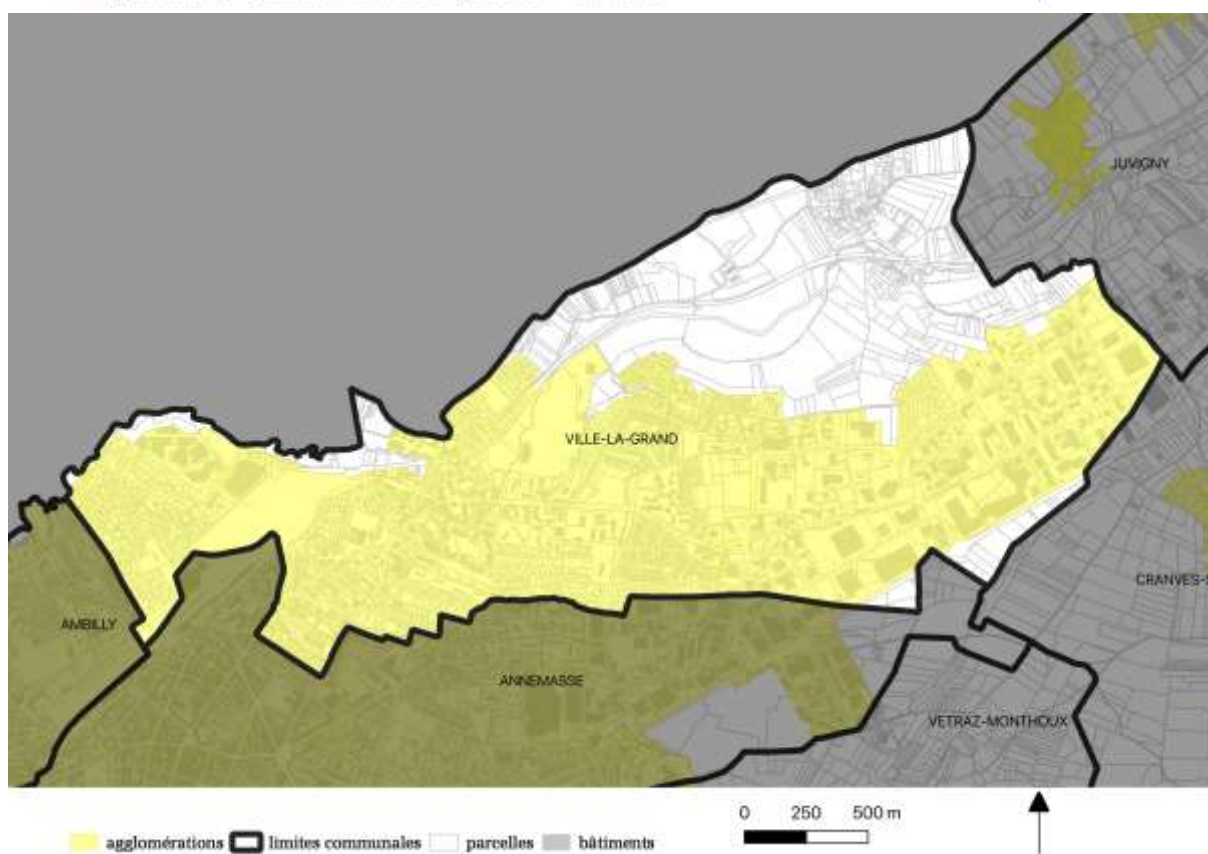 JUVIGNY
VILLE-LA-GRAND
CRANVES-S
AMBILLY
ANNEMASSE
VETRAZ-MONTHOUX
0 250 500 m
agglomérations limites communales parcelles bâtiments